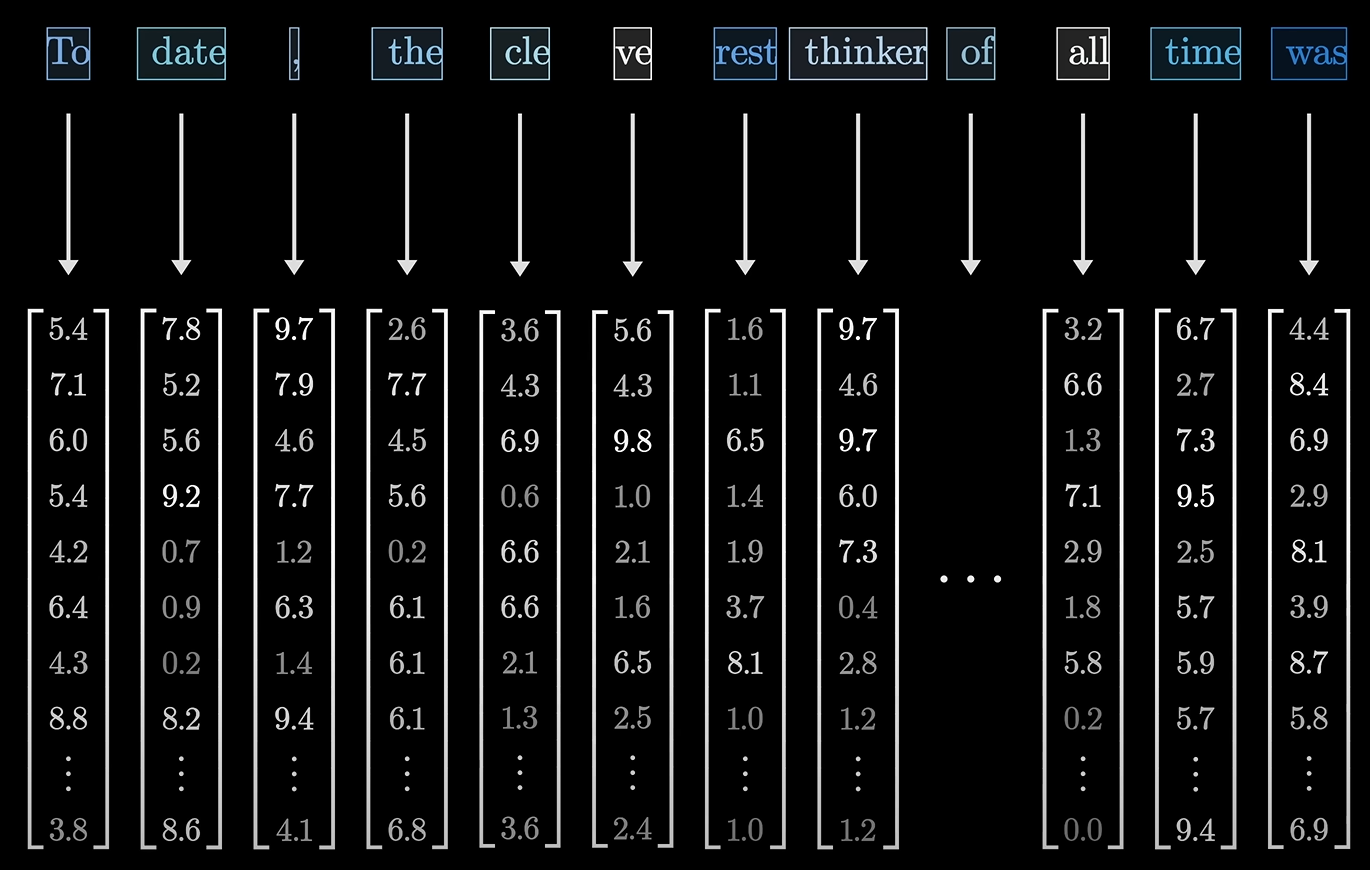 To date , the cle ve rest thinker of all time was
5.4 7.8 9.7 2.6 3.6 5.6 1.6 9.7 3.2 6.7 4.4
7.1 5.2 7.9 7.7 4.3 4.3 1.1 4.6 6.6 2.7 8.4
6.0 5.6 4.6 4.5 6.9 9.8 6.5 9.7 1.3 7.3 6.9
5.4 9.2 7.7 5.6 0.6 1.0 1.4 6.0 7.1 9.5 2.9
4.2 0.7 1.2 0.2 6.6 2.1 1.9 7.3 ... 2.9 2.5 8.1
6.4 0.9 6.3 6.1 6.6 1.6 3.7 0.4 1.8 5.7 3.9
4.3 0.2 1.4 6.1 2.1 6.5 8.1 2.8 5.8 5.9 8.7
8.8 8.2 9.4 6.1 1.3 2.5 1.0 1.2 0.2 5.7 5.8
⋮ ⋮ ⋮ ⋮ ⋮ ⋮ ⋮ ⋮ ⋮ ⋮ ⋮
3.8 8.6 4.1 6.8 3.6 2.4 1.0 1.2 0.0 9.4 6.9